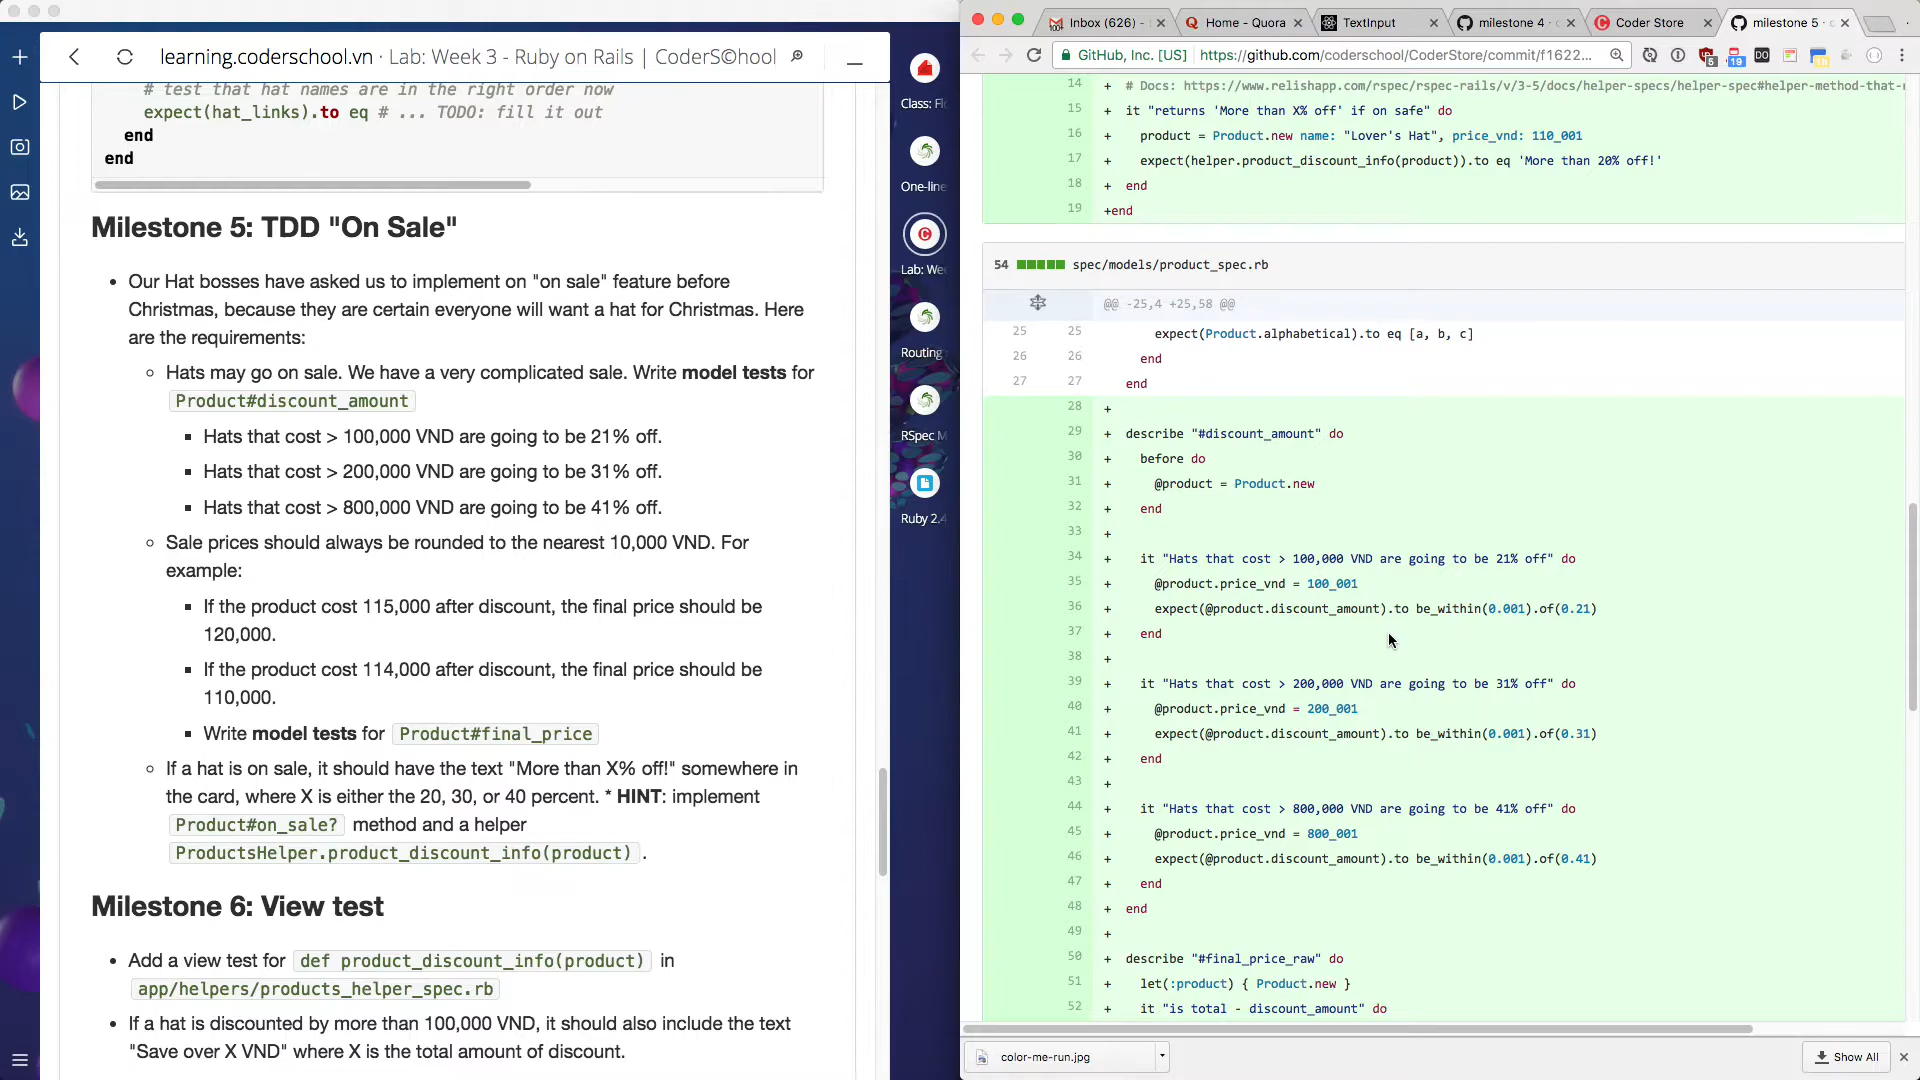 learning.coderschool.vn · Lab: Week 3 - Ruby on Rails | CoderS©hool
# test that hat names are in the right order now
expect(hat_links).to eq # ... TODO: fill it out
end
end
Milestone 5: TDD "On Sale"
• Our Hat bosses have asked us to implement on "on sale" feature before
Christmas, because they are certain everyone will want a hat for Christmas. Here
are the requirements:
Hats may go on sale. We have a very complicated sale. Write model tests for
Product#discount_amount
Hats that cost > 100,000 VND are going to be 21% off.
Hats that cost > 200,000 VND are going to be 31% off.
Hats that cost > 800,000 VND are going to be 41% off.
Sale prices should always be rounded to the nearest 10,000 VND. For
example:
If the product cost 115,000 after discount, the final price should be
120,000.
If the product cost 114,000 after discount, the final price should be
110,000.
Write model tests for Product#final_price
If a hat is on sale, it should have the text "More than X% off!" somewhere in
the card, where X is either the 20, 30, or 40 percent. * HINT: implement
Product#on_sale? method and a helper
ProductsHelper.product_discount_info(product) .
Milestone 6: View test
• Add a view test for def product_discount_info(product) in
app/helpers/products_helper_spec.rb
• If a hat is discounted by more than 100,000 VND, it should also include the text
"Save over X VND" where X is the total amount of discount.
Class: Fl
One-line
Lab: We
Routing
RSpec M
Ruby 2.4
Inbox (626) -
Home - Quora
TextInput
milestone 4 ·
Coder Store
milestone 5 ·
GitHub, Inc. [US] https://github.com/coderschool/CoderStore/commit/f1622...
5
19
DO
14 + # Docs: https://www.relishapp.com/rspec/rspec-rails/v/3-5/docs/helper-specs/helper-spec#helper-method-that-
15 + it "returns 'More than X% off' if on safe" do
16 + product = Product.new name: "Lover's Hat", price_vnd: 110_001
17 + expect(helper.product_discount_info(product)).to eq 'More than 20% off!'
18 + end
19 +end
54 spec/models/product_spec.rb
@@ -25,4 +25,58 @@
25 25 expect(Product.alphabetical).to eq [a, b, c]
26 26 end
27 27 end
28 +
29 + describe "#discount_amount" do
30 + before do
31 + @product = Product.new
32 + end
33 +
34 + it "Hats that cost > 100,000 VND are going to be 21% off" do
35 + @product.price_vnd = 100_001
36 + expect(@product.discount_amount).to be_within(0.001).of(0.21)
37 + end
38 +
39 + it "Hats that cost > 200,000 VND are going to be 31% off" do
40 + @product.price_vnd = 200_001
41 + expect(@product.discount_amount).to be_within(0.001).of(0.31)
42 + end
43 +
44 + it "Hats that cost > 800,000 VND are going to be 41% off" do
45 + @product.price_vnd = 800_001
46 + expect(@product.discount_amount).to be_within(0.001).of(0.41)
47 + end
48 + end
49 +
50 + describe "#final_price_raw" do
51 + let(:product) { Product.new }
52 + it "is total - discount_amount" do
color-me-run.jpg
Show All